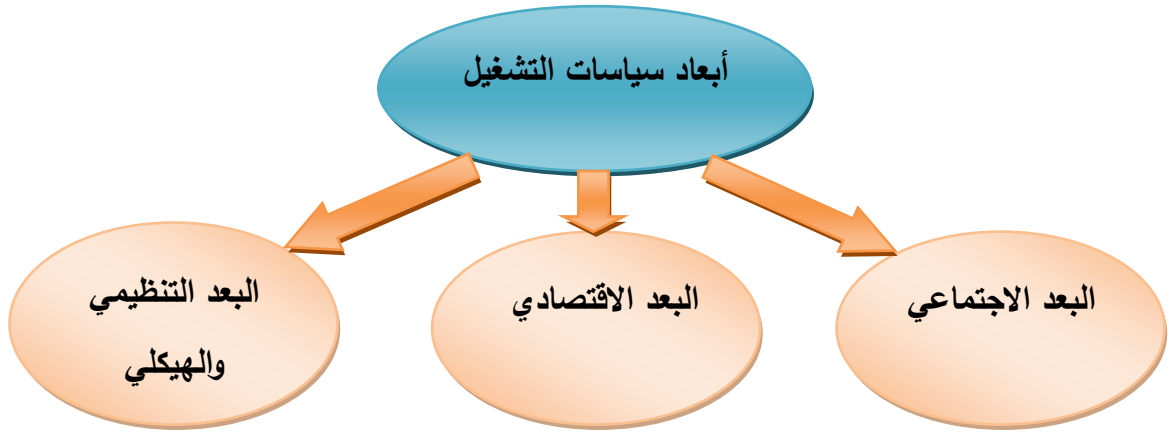 أبعاد سياسات التشغيل
البعد الاجتماعي
البعد الاقتصادي
البعد التنظيمي
والهيكلي